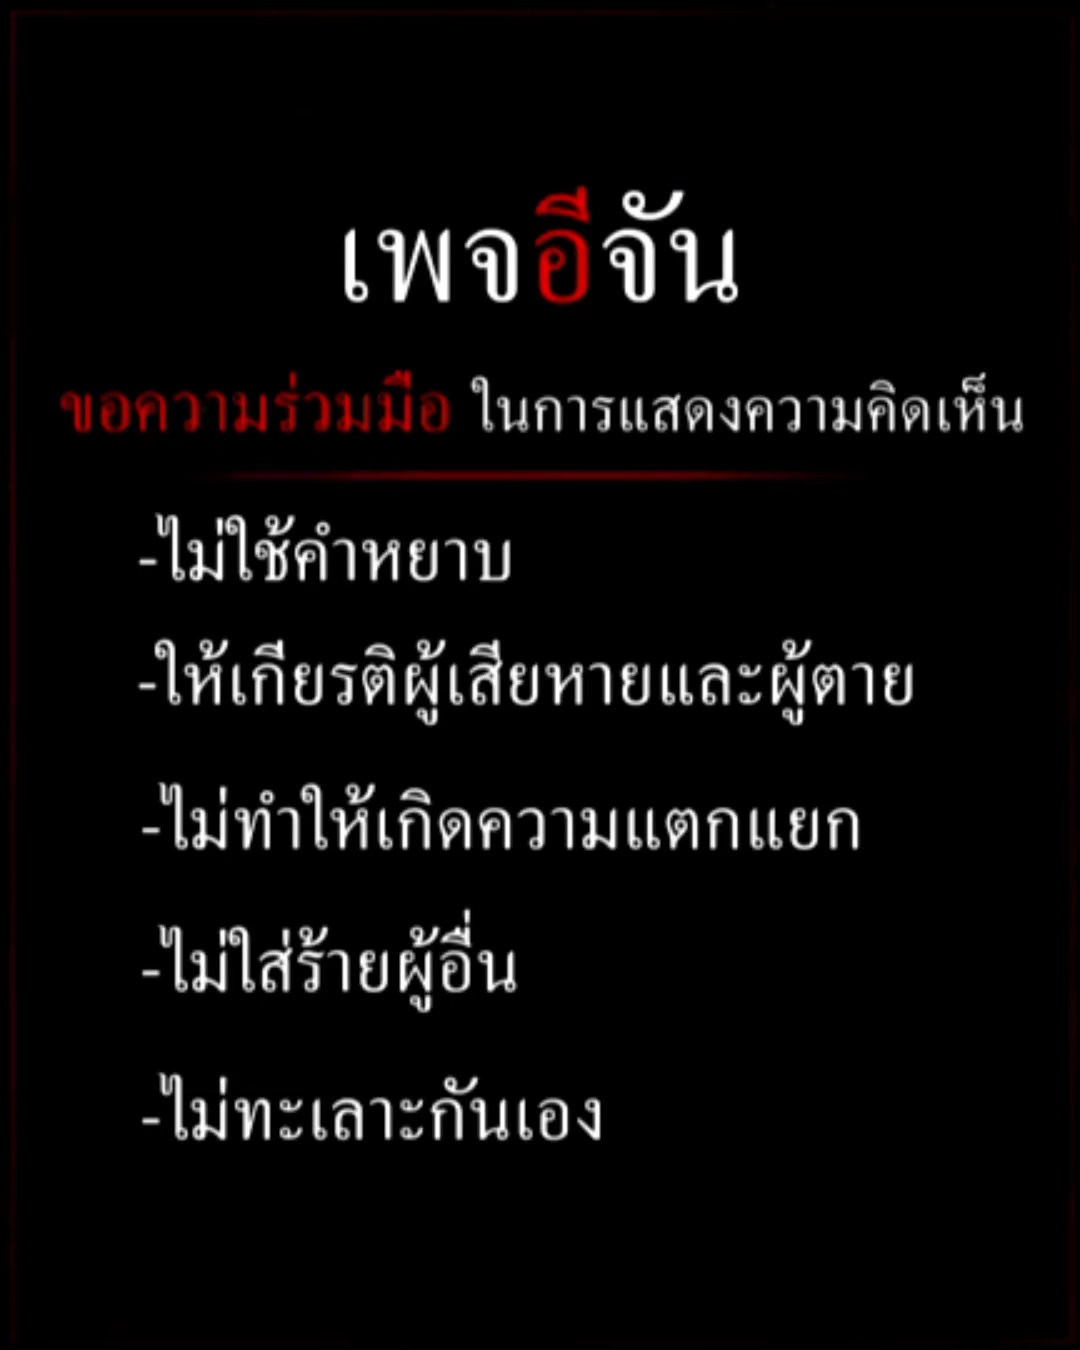 เพจอีจัน
ขอความร่วมมือ ในการแสดงความคิดเห็น
-ไม่ใช้คำหยาบ
-ให้เกียรติผู้เสียหายและผู้ตาย
-ไม่ทำให้เกิดความแตกแยก
-ไม่ใส่ร้ายผู้อื่น
-ไม่ทะเลาะกันเอง